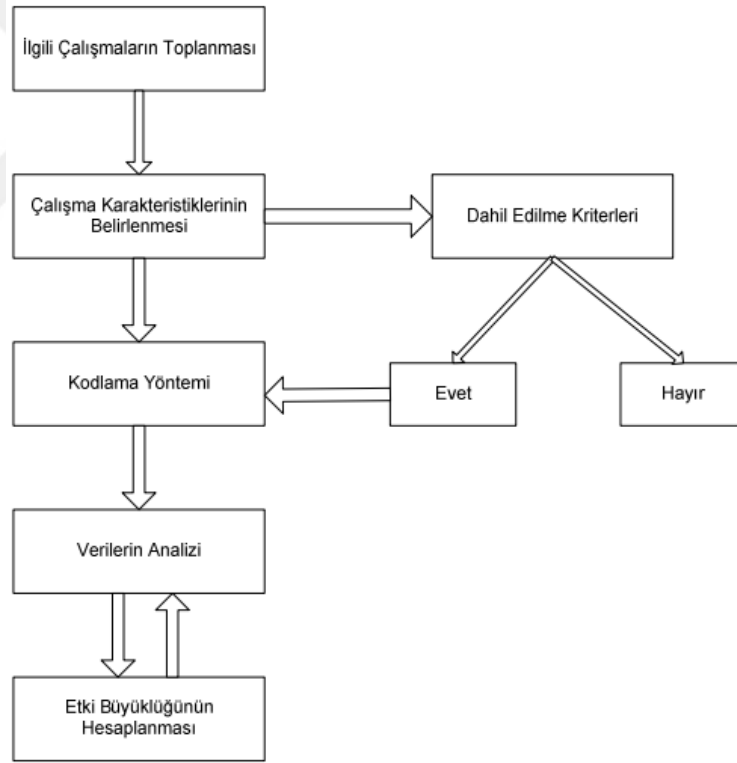 İlgili Çalışmaların Toplanması
Çalışma Karakteristiklerinin
Belirlenmesi
Dahil Edilme Kriterleri
Kodlama Yöntemi
Evet
Hayır
Verilerin Analizi
Etki Büyüklüğünün
Hesaplanması